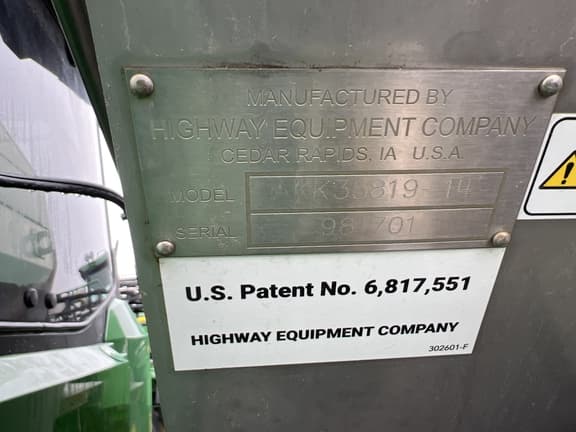 MANUFACTURED BY
HIGHWAY EQUIPMENT COMPANY
CEDAR RAPIDS, IA U.S.A.
MODEL
SERIAL
U.S. Patent No. 6,817,551
HIGHWAY EQUIPMENT COMPANY
302601-F